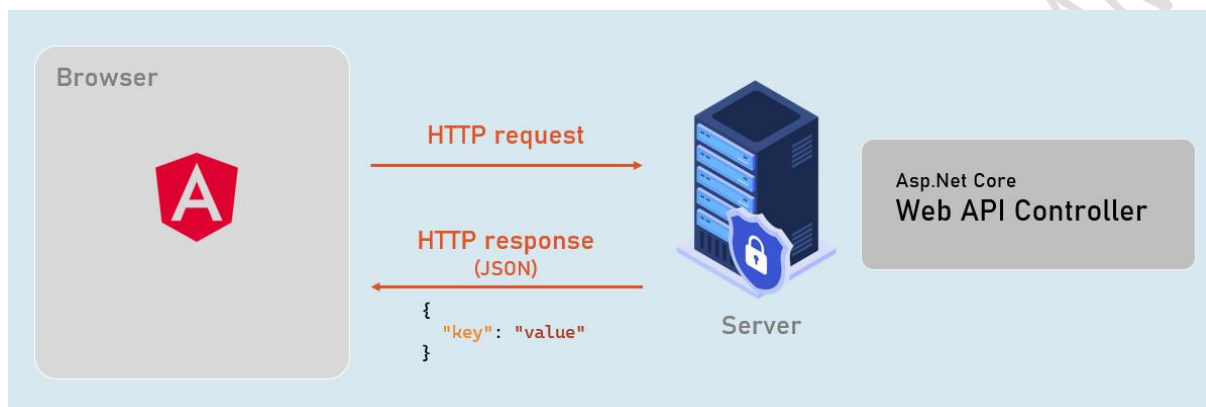 Browser
HTTP request
HTTP response
(JSON)
{
"key": "value"
}
Server
Asp.Net Core
Web API Controller